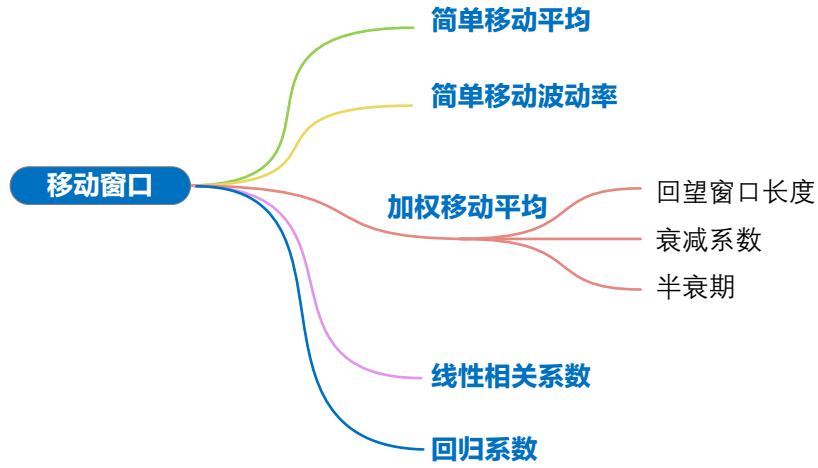 移动窗口
简单移动平均
简单移动波动率
加权移动平均
回望窗口长度
衰减系数
半衰期
线性相关系数
回归系数